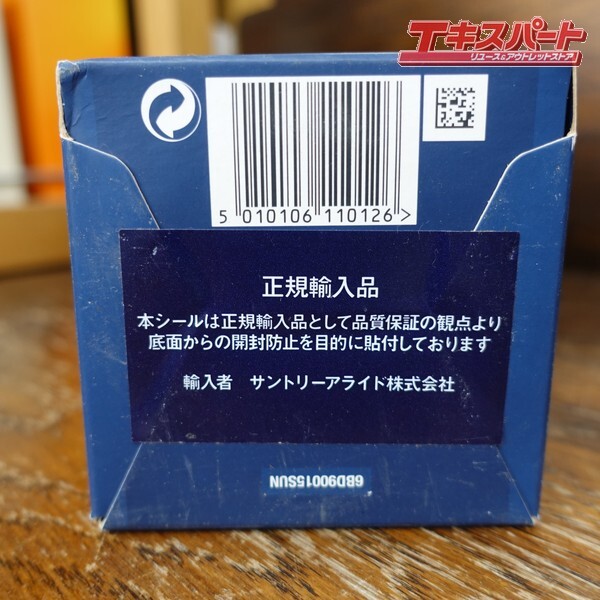 Tエキスパート
リユース&アウトレットストア
5 010106 110126 >
正規輸入品
本シールは正規輸入品として品質保証の観点より
底面からの開封防止を目的に貼付しております
輸入者 サントリーアライド株式会社
6BD90015SUN